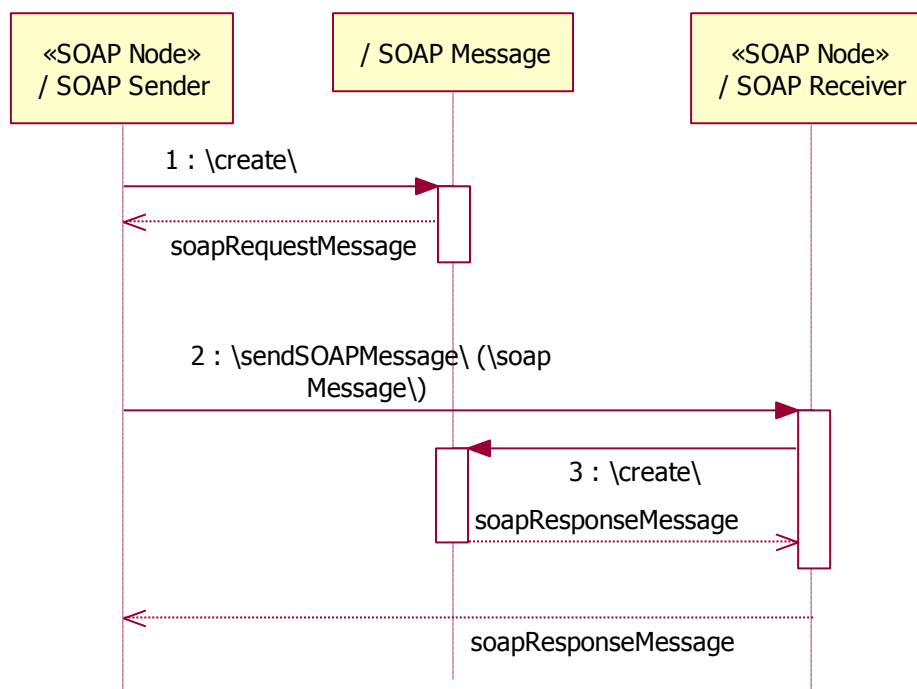 «SOAP Node»
/ SOAP Sender
/ SOAP Message
«SOAP Node»
/ SOAP Receiver
1 : \create\
soapRequestMessage
2 : \sendSOAPMessage\ (\soap
Message\)
3 : \create\
soapResponseMessage
soapResponseMessage